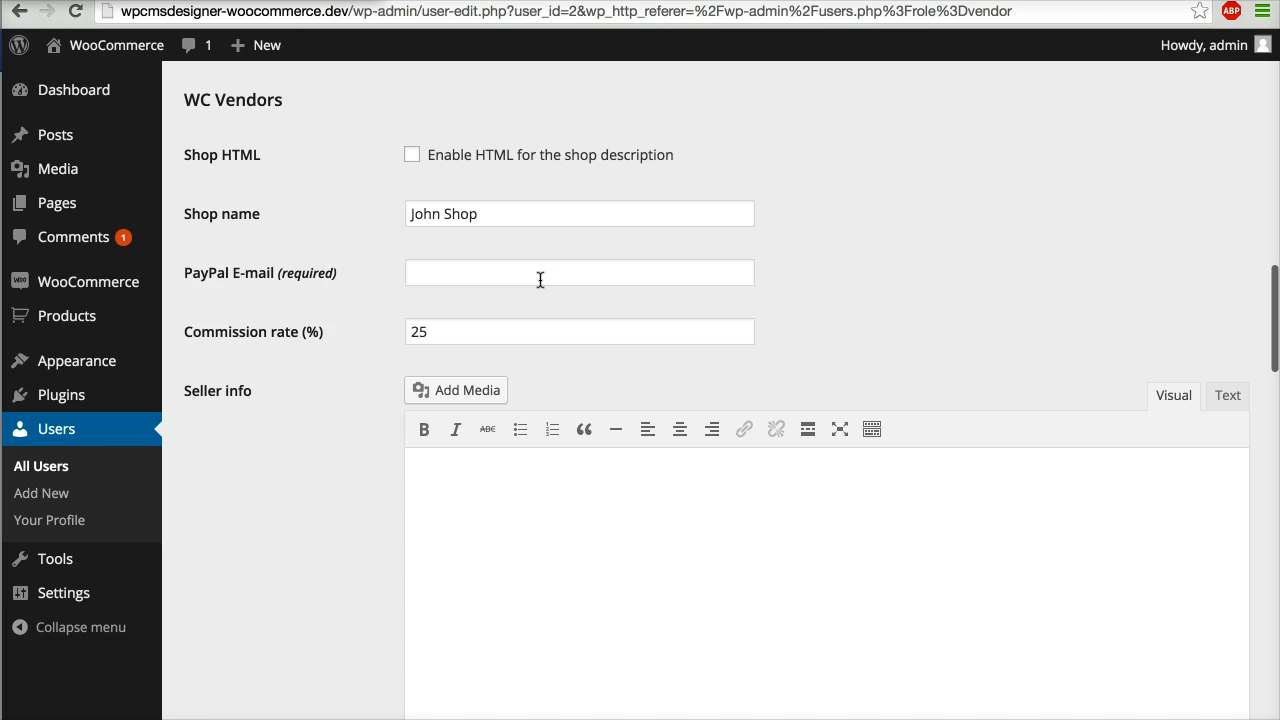 wpcmsdesigner-woocommerce.dev/wp-admin/user-edit.php?user_id=2&wp_http_referer=%2Fwp-admin%2Fusers.php%3Frole%3Dvendor
ABP
WooCommerce 1 New Howdy, admin
Dashboard
Posts
Media
Pages
Comments 1
WOO WooCommerce
Products
Appearance
Plugins
Users
All Users
Add New
Your Profile
Tools
Settings
Collapse menu
WC Vendors
Shop HTML Enable HTML for the shop description
Shop name John Shop
PayPal E-mail (required)
Commission rate (%) 25
Seller info Add Media Visual Text
B I ABC